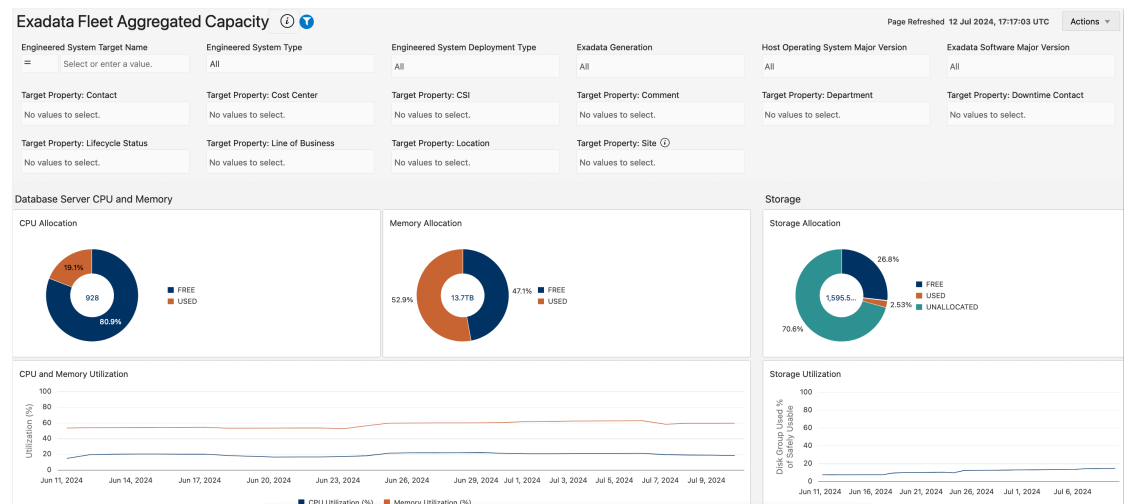 Exadata Fleet Aggregated Capacity
Page Refreshed 12 Jul 2024, 17:17:03 UTC
Actions
Engineered System Target Name
Engineered System Type
Engineered System Deployment Type
Exadata Generation
Host Operating System Major Version
Exadata Software Major Version
=
Select or enter a value.
All
All
All
All
All
Target Property: Contact
Target Property: Cost Center
Target Property: CSI
Target Property: Comment
Target Property: Department
Target Property: Downtime Contact
No values to select.
No values to select.
No values to select.
No values to select.
No values to select.
No values to select.
Target Property: Lifecycle Status
Target Property: Line of Business
Target Property: Location
Target Property: Site
No values to select.
No values to select.
No values to select.
No values to select.
Database Server CPU and Memory
Storage
CPU Allocation
19.1%
928
80.9%
FREE
USED
Memory Allocation
52.9%
13.7TB
47.1%
FREE
USED
Storage Allocation
26.8%
1,595.5...
2.53%
70.6%
FREE
USED
UNALLOCATED
CPU and Memory Utilization
Utilization (%)
100
80
60
40
20
0
Jun 11, 2024
Jun 14, 2024
Jun 17, 2024
Jun 20, 2024
Jun 23, 2024
Jun 26, 2024
Jun 29, 2024
Jul 1, 2024
Jul 3, 2024
Jul 5, 2024
Jul 7, 2024
Jul 9, 2024
CPU Utilization (%)
Memory Utilization (%)
Storage Utilization
Disk Group Used %
of Safely Usable
100
80
60
40
20
0
Jun 11, 2024
Jun 16, 2024
Jun 21, 2024
Jun 26, 2024
Jul 1, 2024
Jul 6, 2024